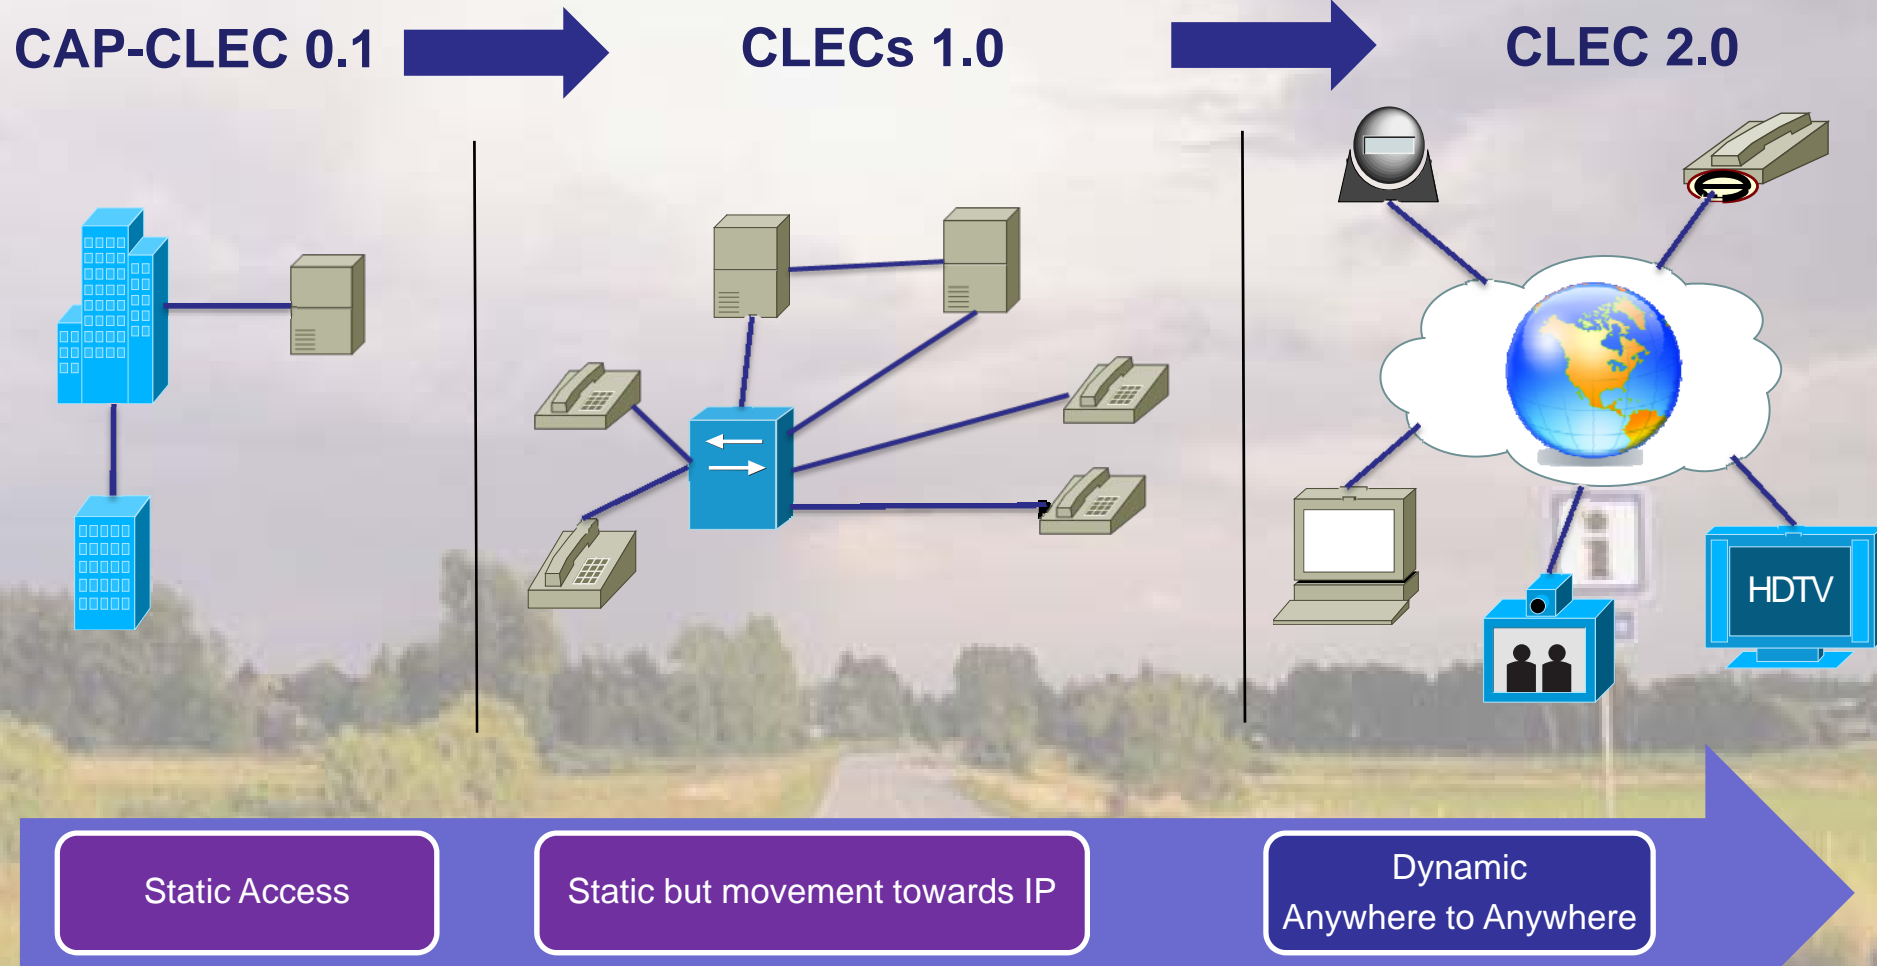 CAP-CLEC 0.1
CLECs 1.0
CLEC 2.0
HDTV
Static Access
Static but movement towards IP
Dynamic
Anywhere to Anywhere